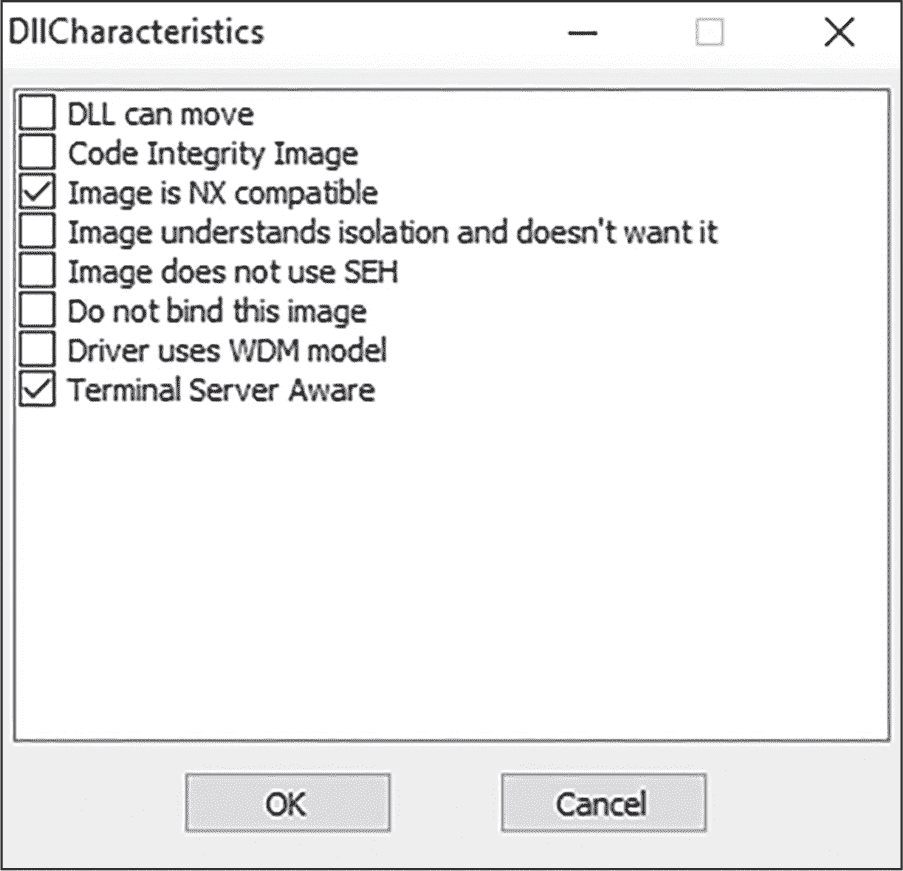 DllCharacteristics
DLL can move
Code Integrity Image
Image is NX compatible
Image understands isolation and doesn't want it
Image does not use SEH
Do not bind this image
Driver uses WDM model
Terminal Server Aware
OK
Cancel